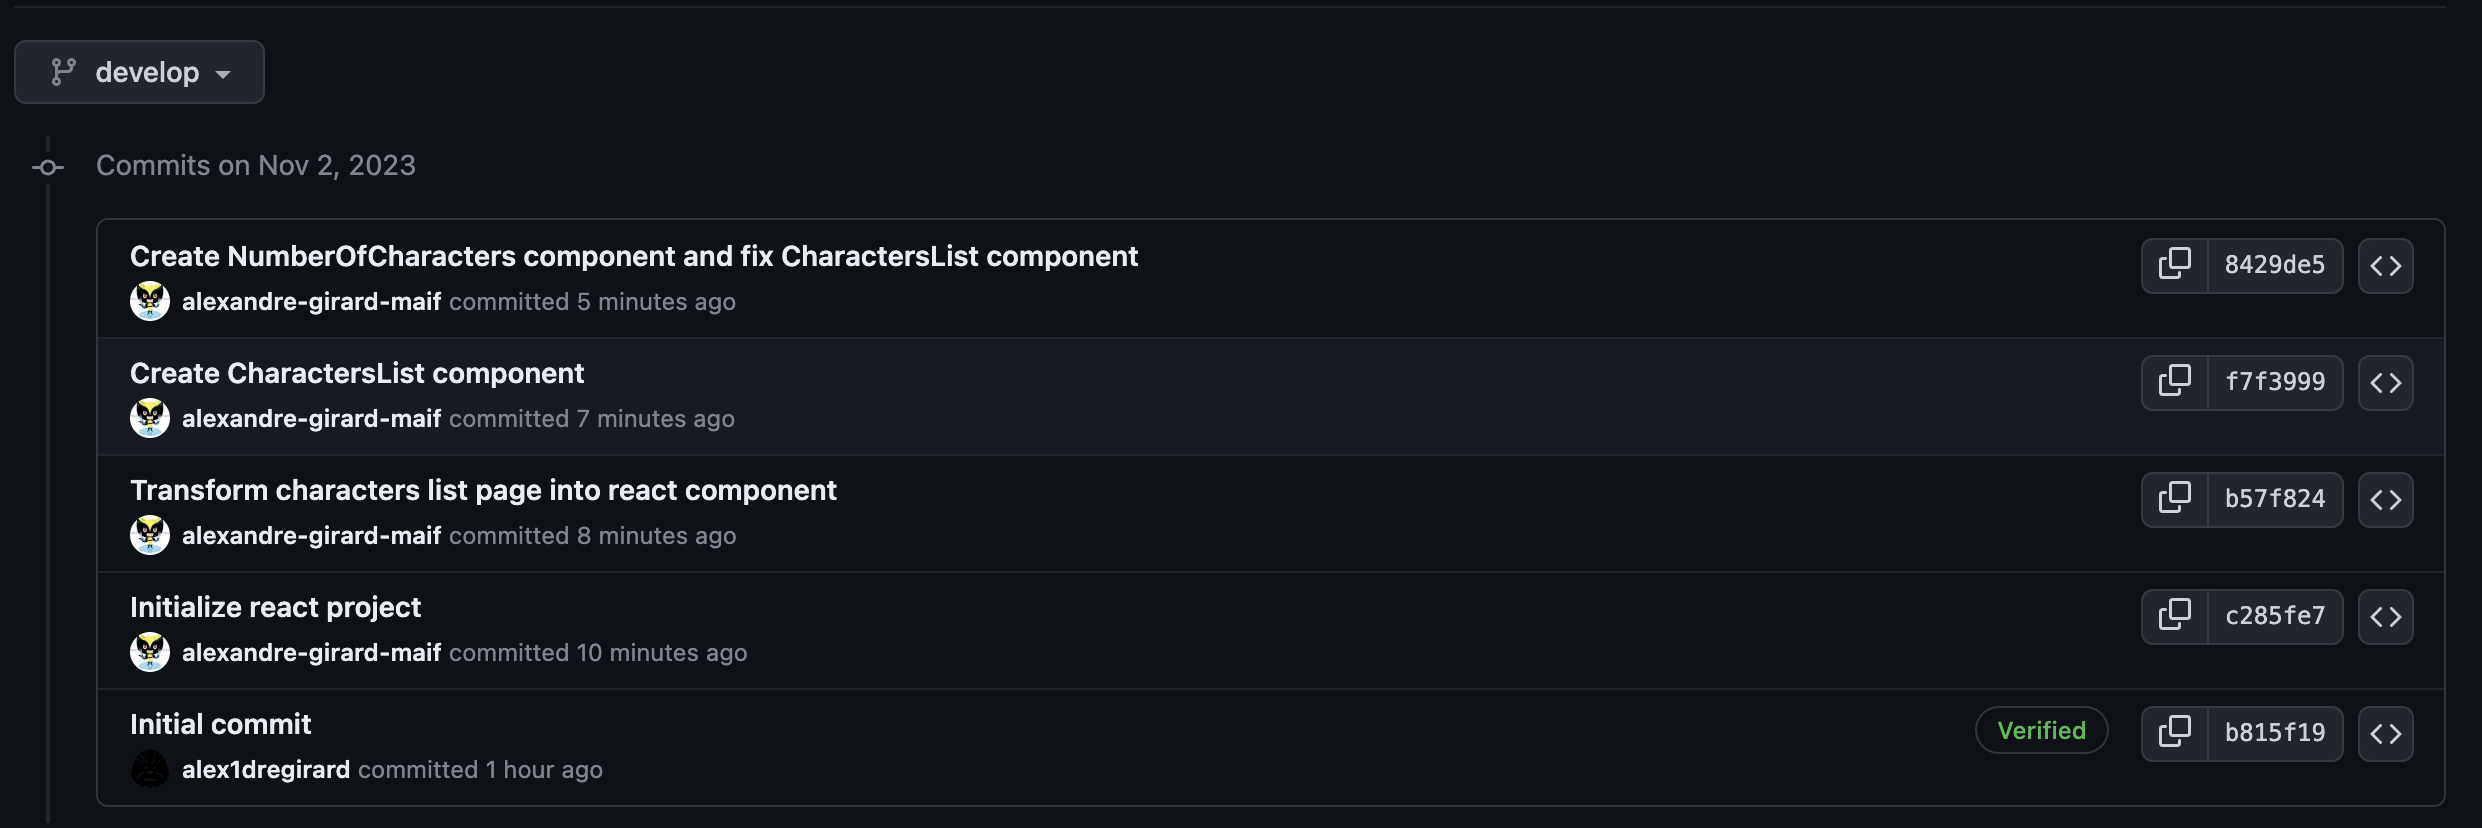 develop
Commits on Nov 2, 2023
Create NumberOfCharacters component and fix CharactersList component
alexandre-girard-maif committed 5 minutes ago
8429de5
Create CharactersList component
alexandre-girard-maif committed 7 minutes ago
f7f3999
Transform characters list page into react component
alexandre-girard-maif committed 8 minutes ago
b57f824
Initialize react project
alexandre-girard-maif committed 10 minutes ago
c285fe7
Initial commit
alex1dregirard committed 1 hour ago
Verified
b815f19